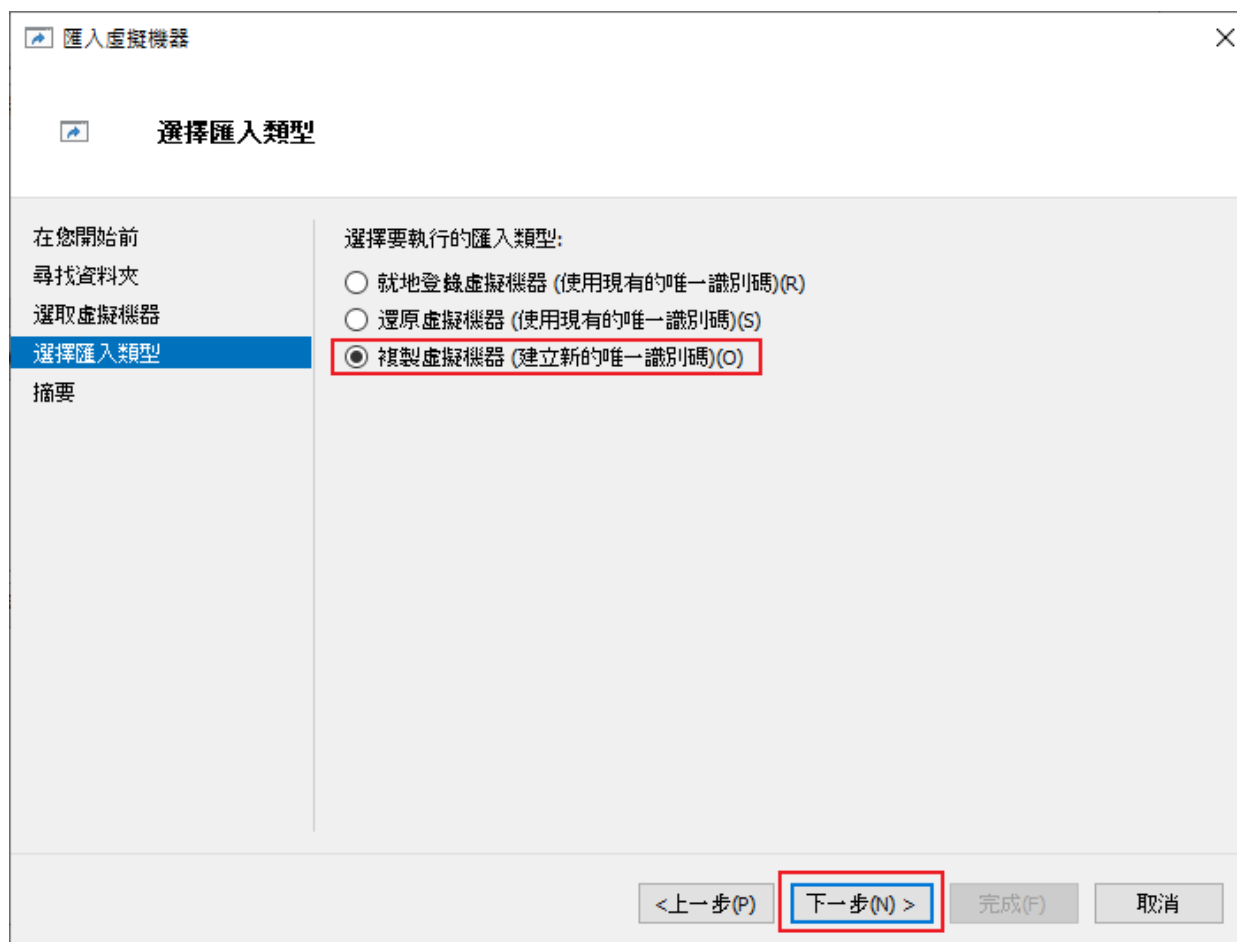 匯入虛擬機器
選擇匯入類型
在您開始前
尋找資料夾
選取虛擬機器
選擇匯入類型
摘要
選擇要執行的匯入類型:
就地登錄虛擬機器 (使用現有的唯一識別碼)(R)
還原虛擬機器 (使用現有的唯一識別碼)(S)
複製虛擬機器 (建立新的唯一識別碼)(O)
<上一步(P)
下一步(N) >
完成(F)
取消